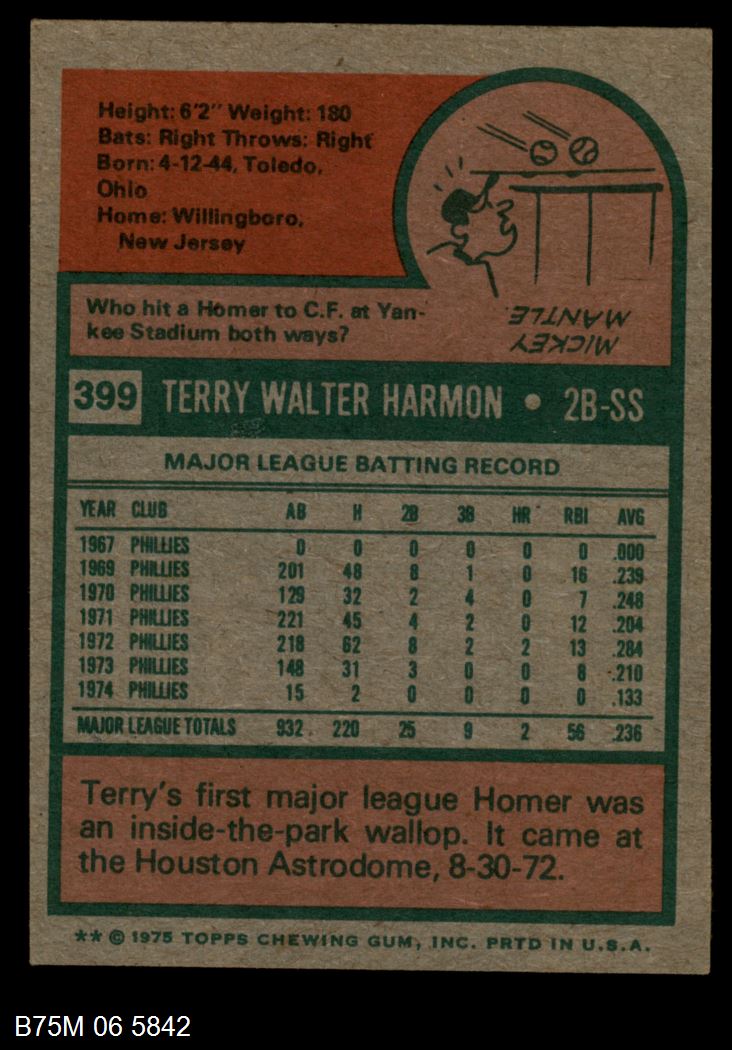 Height: 6'2" Weight: 180
Bats: Right Throws: Right
Born: 4-12-44, Toledo,
Ohio
Home: Willingboro,
New Jersey
Who hit a Homer to C.F. at Yan-
kee Stadium both ways?
MICKEY
MANTLE.
399 TERRY WALTER HARMON • 2B-SS
MAJOR LEAGUE BATTING RECORD
YEAR CLUB AB H 2B 3B HR RBI AVG
1967 PHILLIES 0 0 0 0 0 0 .000
1969 PHILLIES 201 48 8 1 0 16 .239
1970 PHILLIES 129 32 2 4 0 7 .248
1971 PHILLIES 221 45 4 2 0 12 .204
1972 PHILLIES 218 62 8 2 2 13 .284
1973 PHILLIES 148 31 3 0 0 8 .210
1974 PHILLIES 15 2 0 0 0 0 .133
MAJOR LEAGUE TOTALS 932 220 25 9 2 56 .236
Terry's first major league Homer was
an inside-the-park wallop. It came at
the Houston Astrodome, 8-30-72.
** © 1975 TOPPS CHEWING GUM, INC. PRTD IN U.S.A.
B75M 06 5842